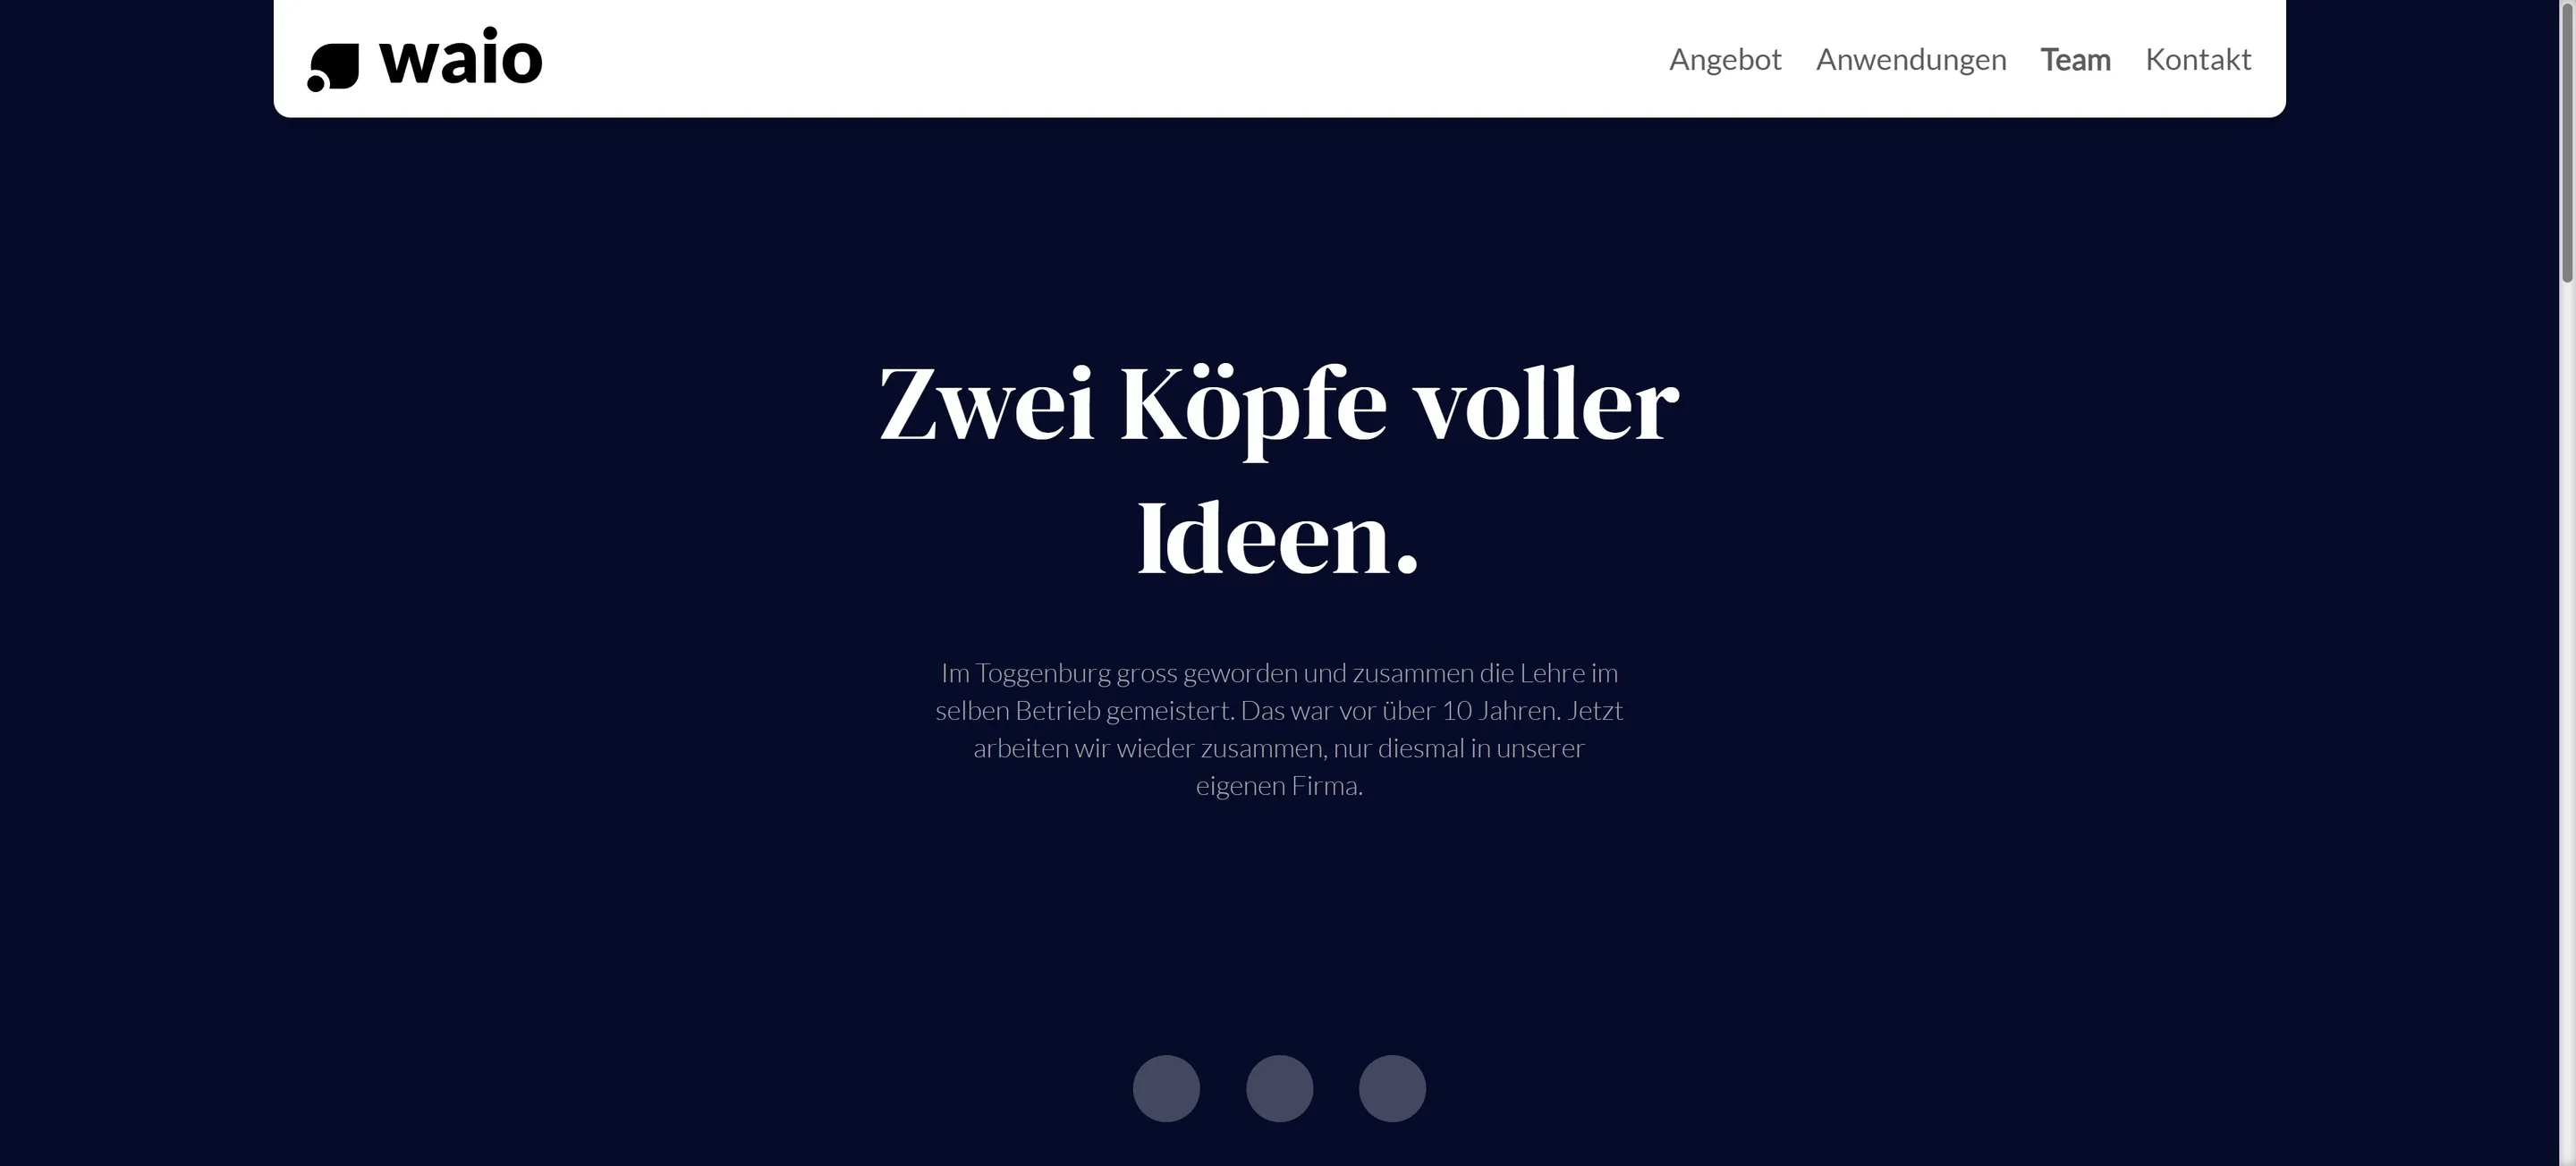 waio
Angebot Anwendungen Team Kontakt
Zwei Köpfe voller
Ideen.
Im Toggenburg gross geworden und zusammen die Lehre im
selben Betrieb gemeistert. Das war vor über 10 Jahren. Jetzt
arbeiten wir wieder zusammen, nur diesmal in unserer
eigenen Firma.